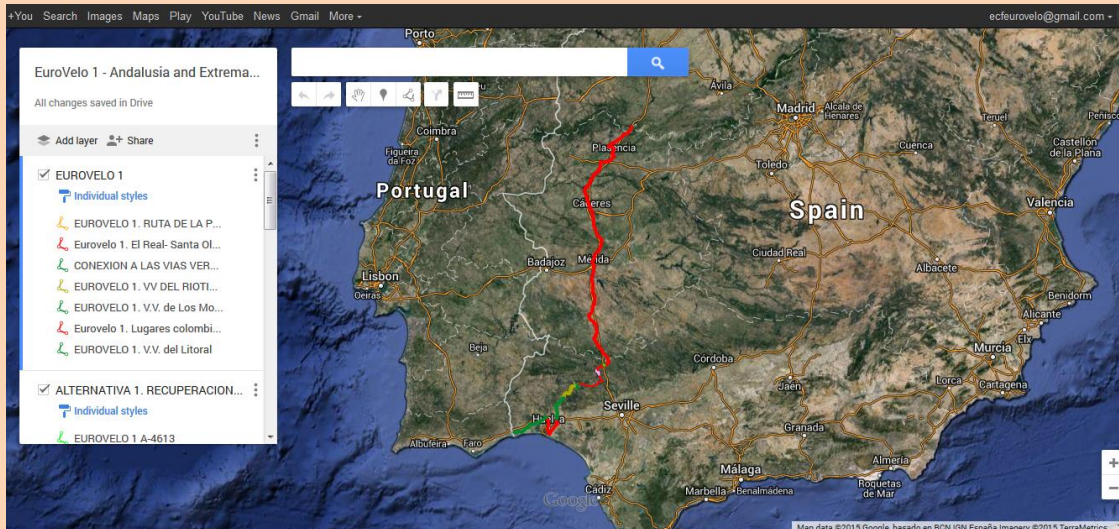 +You Search Images Maps Play YouTube News Gmail More
ecfeurovelo@gmail.com
EuroVelo 1 - Andalusia and Extrema...
All changes saved in Drive
Add layer Share
EUROVELO 1
Individual styles
EUROVELO 1. RUTA DE LA P...
Eurovelo 1. El Real- Santa Ol...
CONEXION A LAS VIAS VER...
EUROVELO 1. VV DEL RIOTI...
EUROVELO 1. V.V. de Los Mo...
Eurovelo 1. Lugares colombi...
EUROVELO 1. V.V. del Litoral
ALTERNATIVA 1. RECUPERACION...
Individual styles
EUROVELO 1 A-4613
Porto
Ávila
Madrid
Alcala de
Henares
Teruel
Coimbra
Figueira
da Foz
Plasencia
Cuenca
Castellón
de la Plana
Toledo
Portugal
Cáceres
Spain
Valencia
Badajoz
Mérida
Ciudad Real
Albacete
Lisbon
Oeiras
Benidorm
Alicante
Elx
Beja
Córdoba
Murcia
Jaén
Lorca
Cartagena
Huelva
Seville
Granada
Albufeira
Faro
Almería
Málaga
Roquetas
de Mar
Cádiz
Marbella
Benalmádena
Google
Map data ©2015 Google, basado en BCN IGN España Imagery ©2015 TerraMetrics